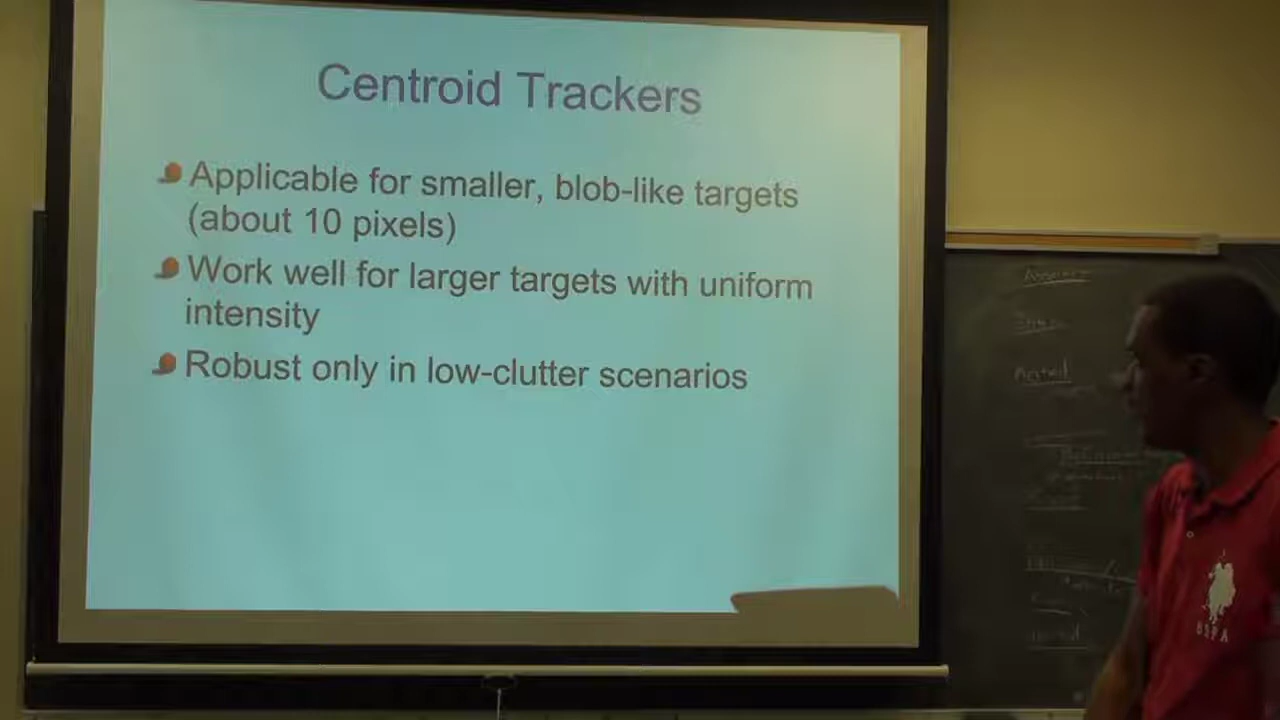 Centroid Trackers
Applicable for smaller, blob-like targets
(about 10 pixels)
Work well for larger targets with uniform
intensity
Robust only in low-clutter scenarios
USPA